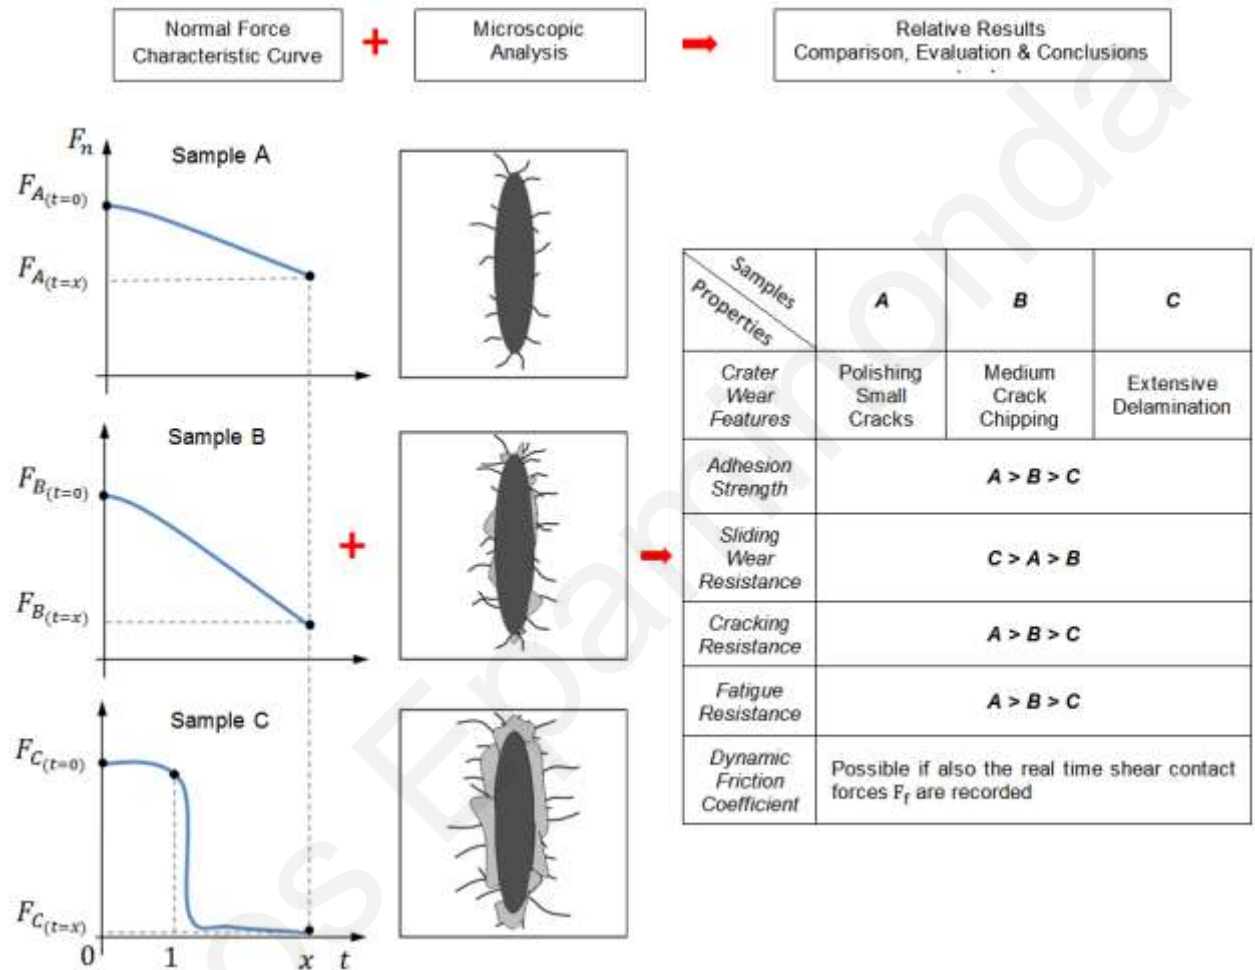 Normal Force
Characteristic Curve
+
Microscopic
Analysis
Relative Results
Comparison, Evaluation & Conclusions
Fn
Sample A
FA(t=0)
FA(t=x)
Sample B
FB(t=0)
FB(t=x)
+
Sample C
FC(t=0)
FC(t=x)
0 1 x t
Samples
Properties
A B C
Crater
Wear
Features
Polishing
Small
Cracks
Medium
Crack
Chipping
Extensive
Delamination
Adhesion
Strength
A > B > C
Sliding
Wear
Resistance
C > A > B
Cracking
Resistance
A > B > C
Fatigue
Resistance
A > B > C
Dynamic
Friction
Coefficient
Possible if also the real time shear contact
forces Ff are recorded
os Epaminonda